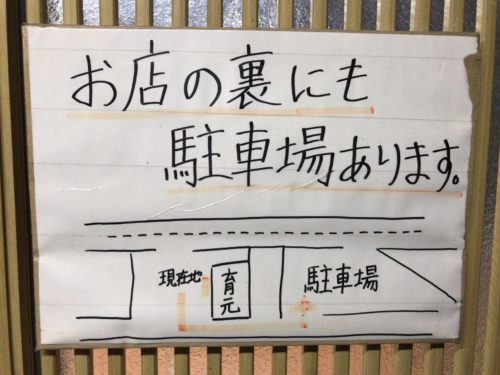 お店の裏にも
駐車場あります。
現在地
育元
駐車場